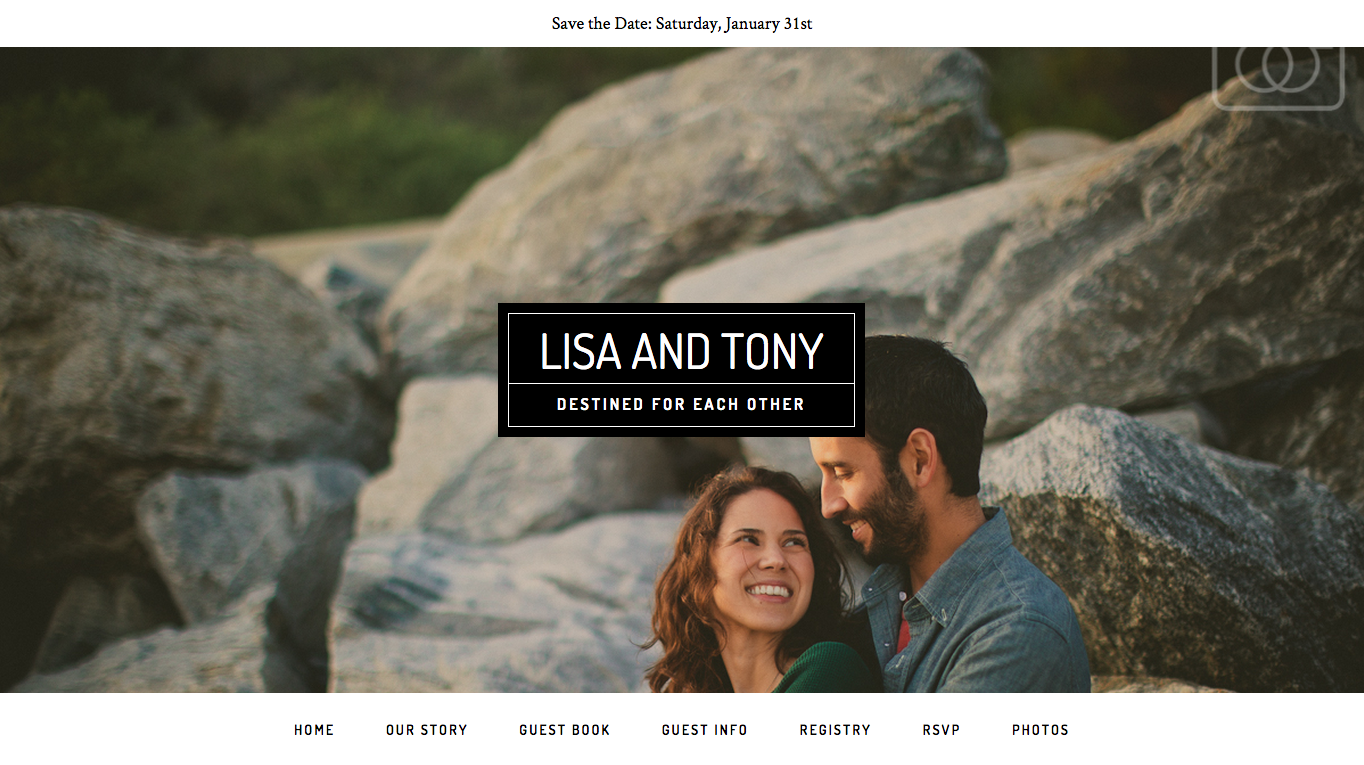 Save the Date: Saturday, January 31st
LISA AND TONY
DESTINED FOR EACH OTHER
HOME OUR STORY GUEST BOOK GUEST INFO REGISTRY RSVP PHOTOS